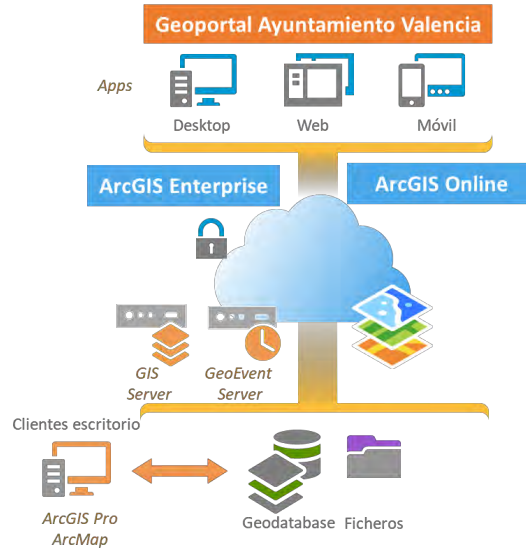 Geoportal Ayuntamiento Valencia
Apps
Desktop
Web
Móvil
ArcGIS Enterprise
ArcGIS Online
GIS
Server
GeoEvent
Server
Clientes escritorio
ArcGIS Pro
ArcMap
Geodatabase
Ficheros